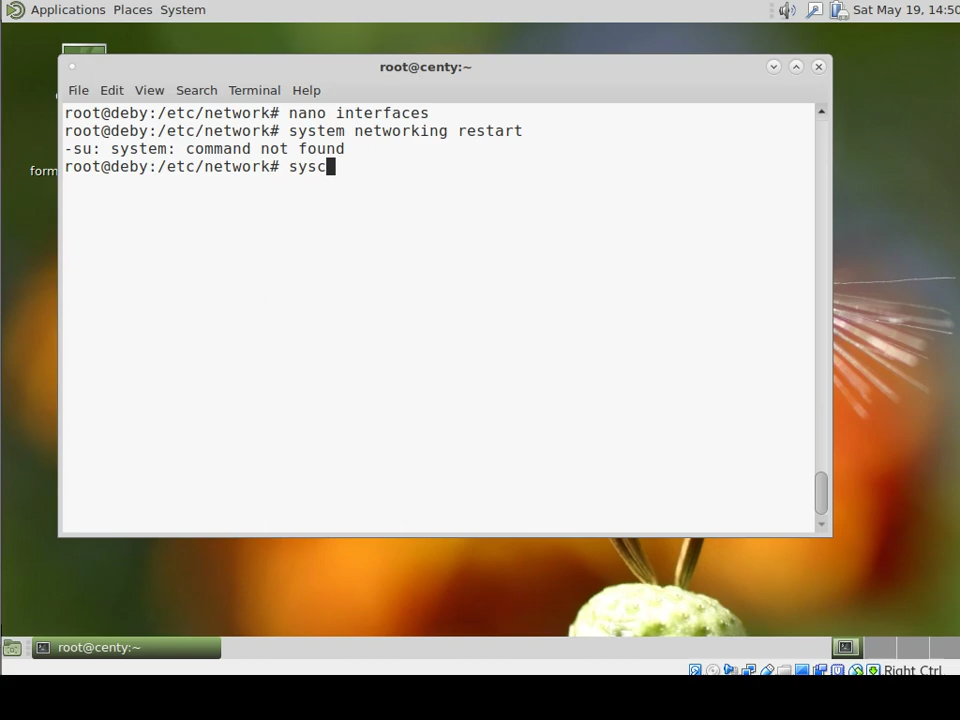 Applications Places System
Sat May 19, 14:50
root@centy:~
File Edit View Search Terminal Help
root@deby:/etc/network# nano interfaces
root@deby:/etc/network# system networking restart
-su: system: command not found
root@deby:/etc/network# sysc
form
root@centy:~
Right Ctrl